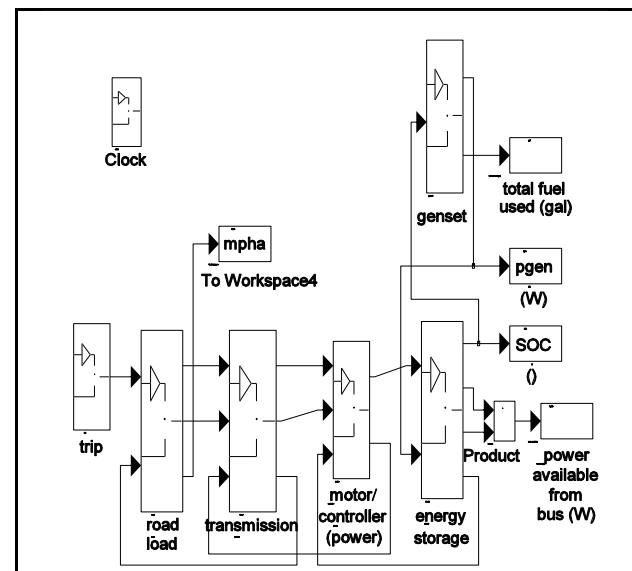 Clock
genset
total fuel
used (gal)
mpha
To Workspace4
pgen
(W)
SOC
()
trip
road
load
transmission
motor/
controller
(power)
energy
storage
Product
power
available
from
bus (W)